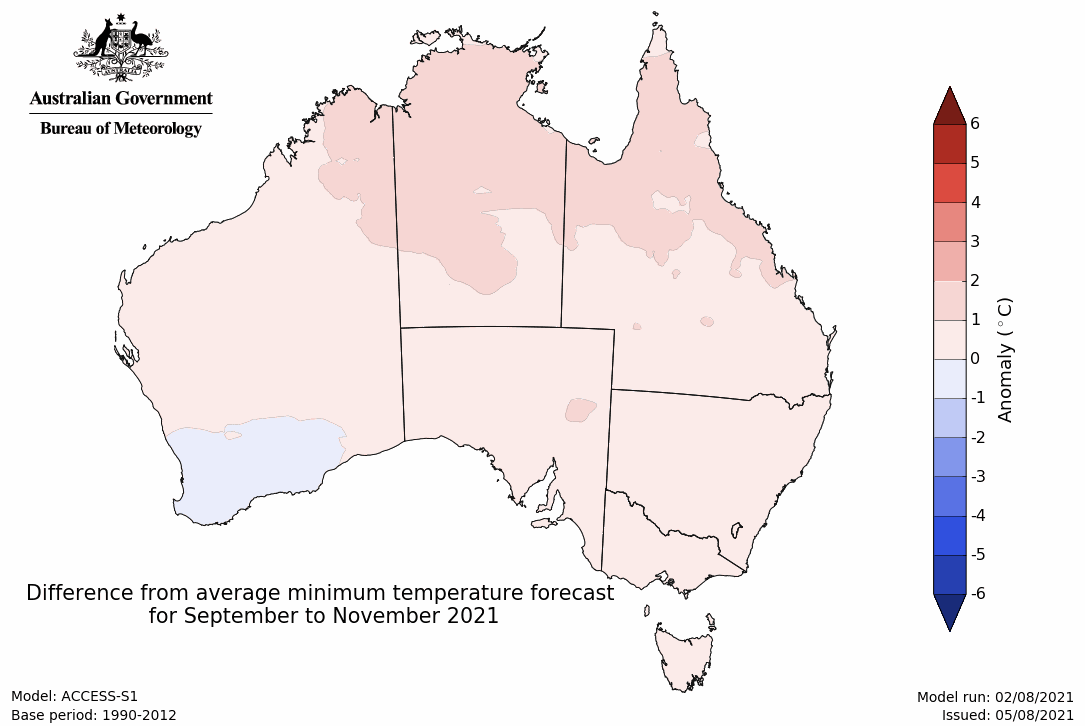 Australian Government
Bureau of Meteorology
6
5
4
3
2
1
0
-1
-2
-3
-4
-5
-6
Anomaly (°C)
Difference from average minimum temperature forecast
for September to November 2021
Model: ACCESS-S1
Base period: 1990-2012
Model run: 02/08/2021
Issued: 05/08/2021